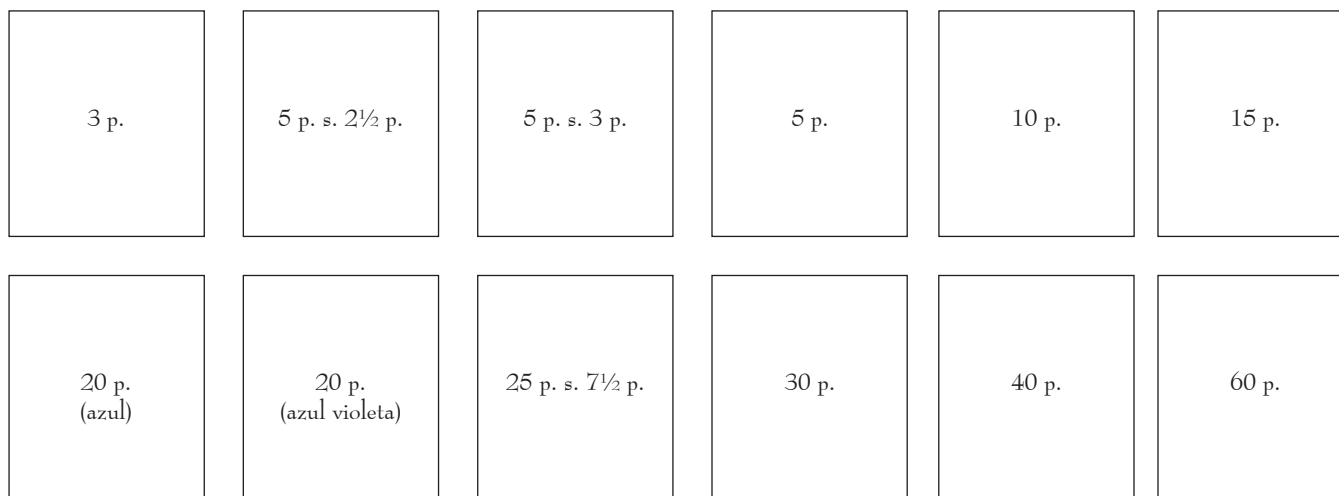 3 p.
5 p. s. 2½ p.
5 p. s. 3 p.
5 p.
10 p.
15 p.
20 p.
(azul)
20 p.
(azul violeta)
25 p. s. 7½ p.
30 p.
40 p.
60 p.